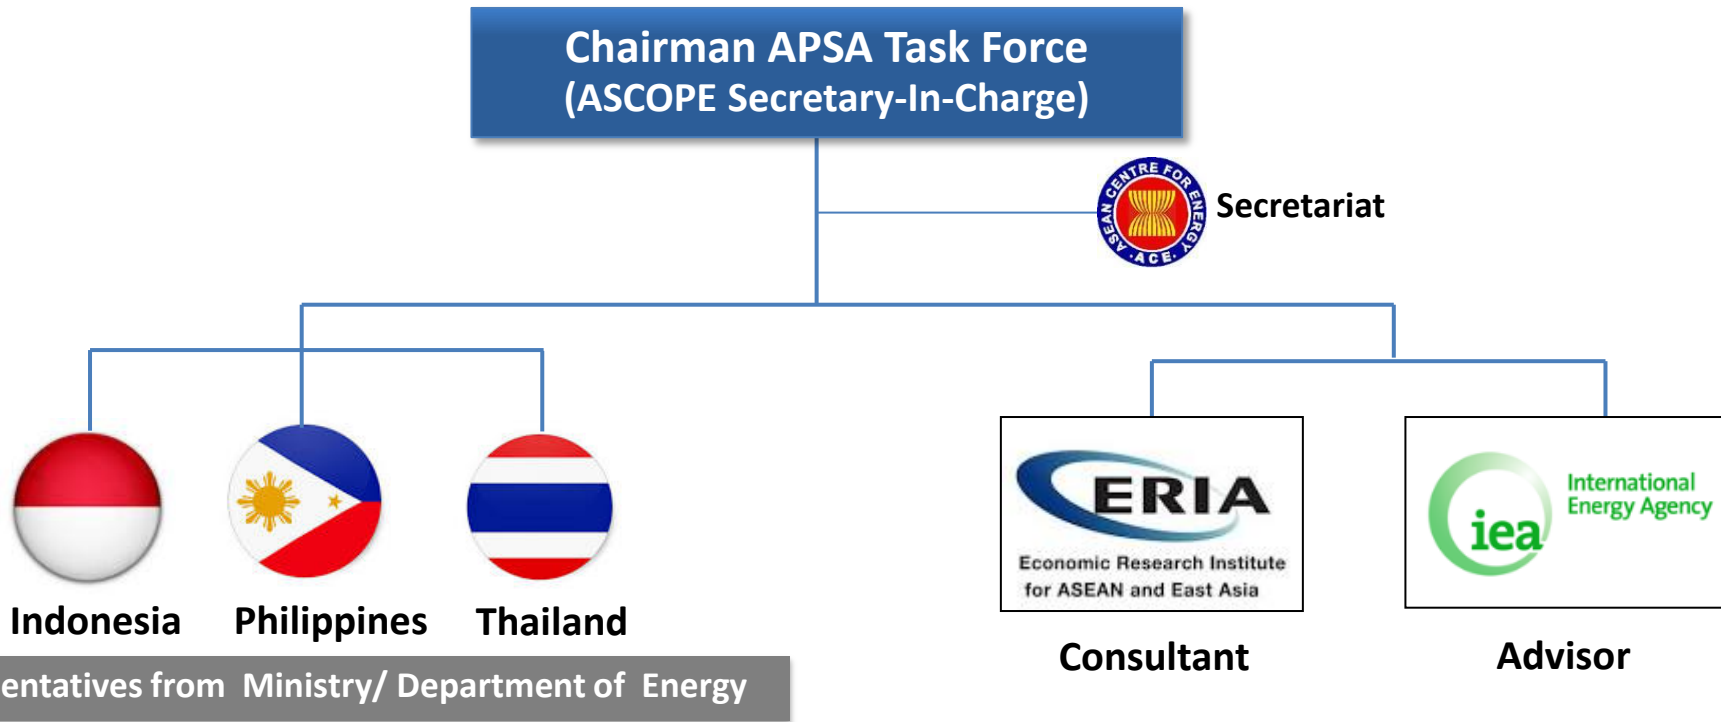 Chairman APSA Task Force
(ASCOPE Secretary-In-Charge)
ASEAN CENTRE FOR ENERGY
· ACE ·
Secretariat
ERIA
Economic Research Institute
for ASEAN and East Asia
iea
International
Energy Agency
Indonesia
Philippines
Thailand
Consultant
Advisor
entatives from Ministry/ Department of Energy